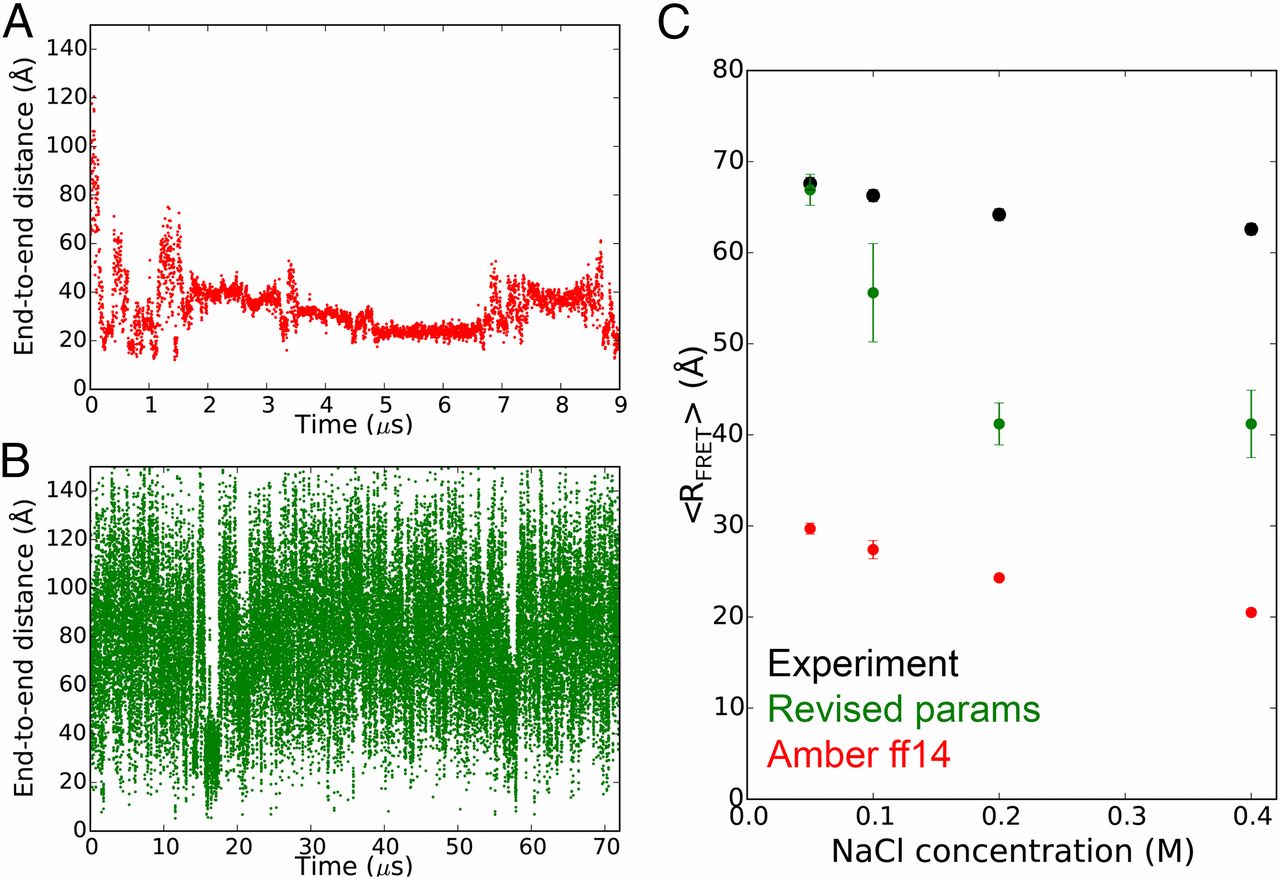 A
End-to-end distance (Å)
140
120
100
80
60
40
20
0
0 1 2 3 4 5 6 7 8 9
Time (μs)
B
End-to-end distance (Å)
140
120
100
80
60
40
20
0
0 10 20 30 40 50 60 70
Time (μs)
C
<R_FRET> (Å)
80
70
60
50
40
30
20
10
0
Experiment
Revised params
Amber ff14
0.0 0.1 0.2 0.3 0.4
NaCl concentration (M)